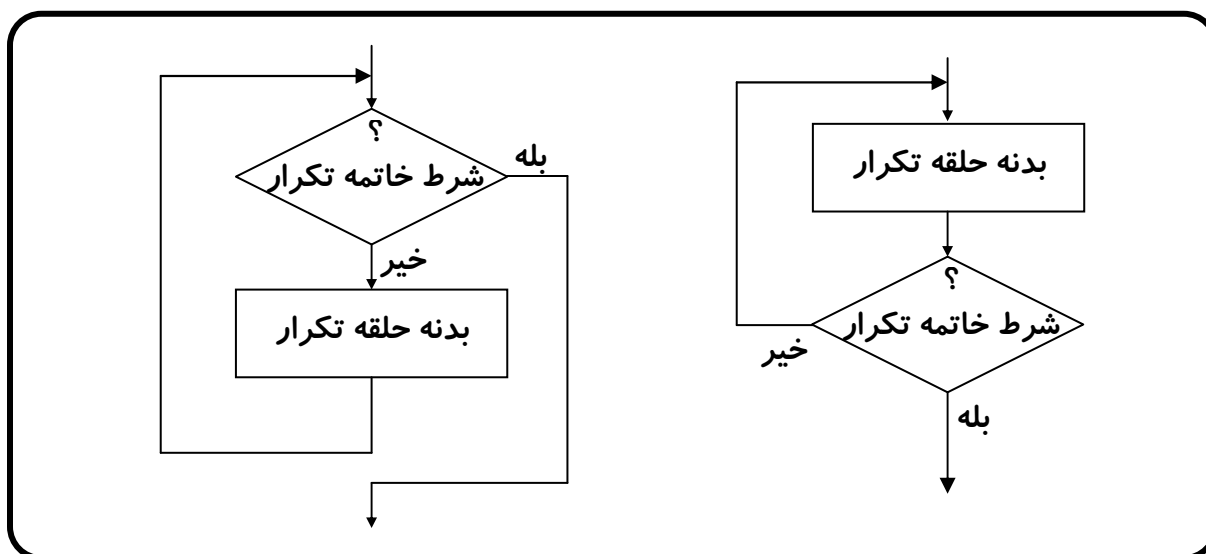 ؟
شرط خاتمه تکرار
بله
خیر
بدنه حلقه تکرار
بدنه حلقه تکرار
؟
شرط خاتمه تکرار
خیر
بله